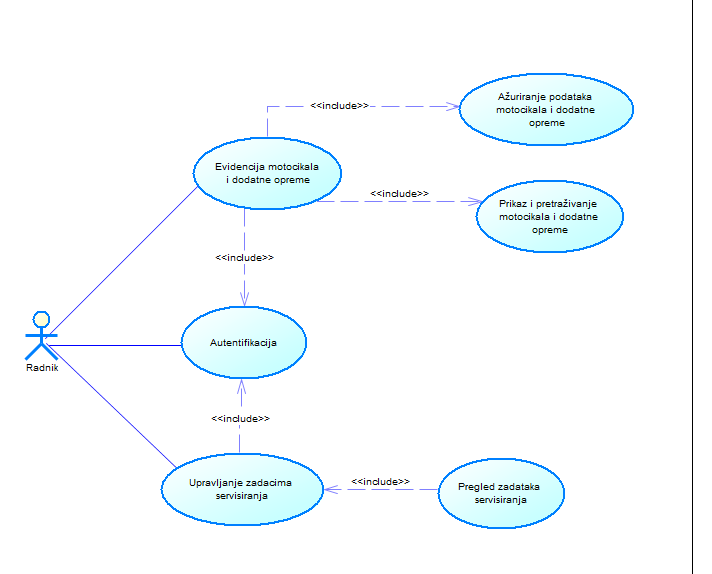 Ažuriranje podataka
motocikala i dodatne
opreme
<<include>>
Evidencija motocikala
i dodatne opreme
<<include>>
Prikaz i pretraživanje
motocikala i dodatne
opreme
<<include>>
Autentifikacija
Radnik
<<include>>
Upravljanje zadacima
servisiranja
<<include>>
Pregled zadataka
servisiranja